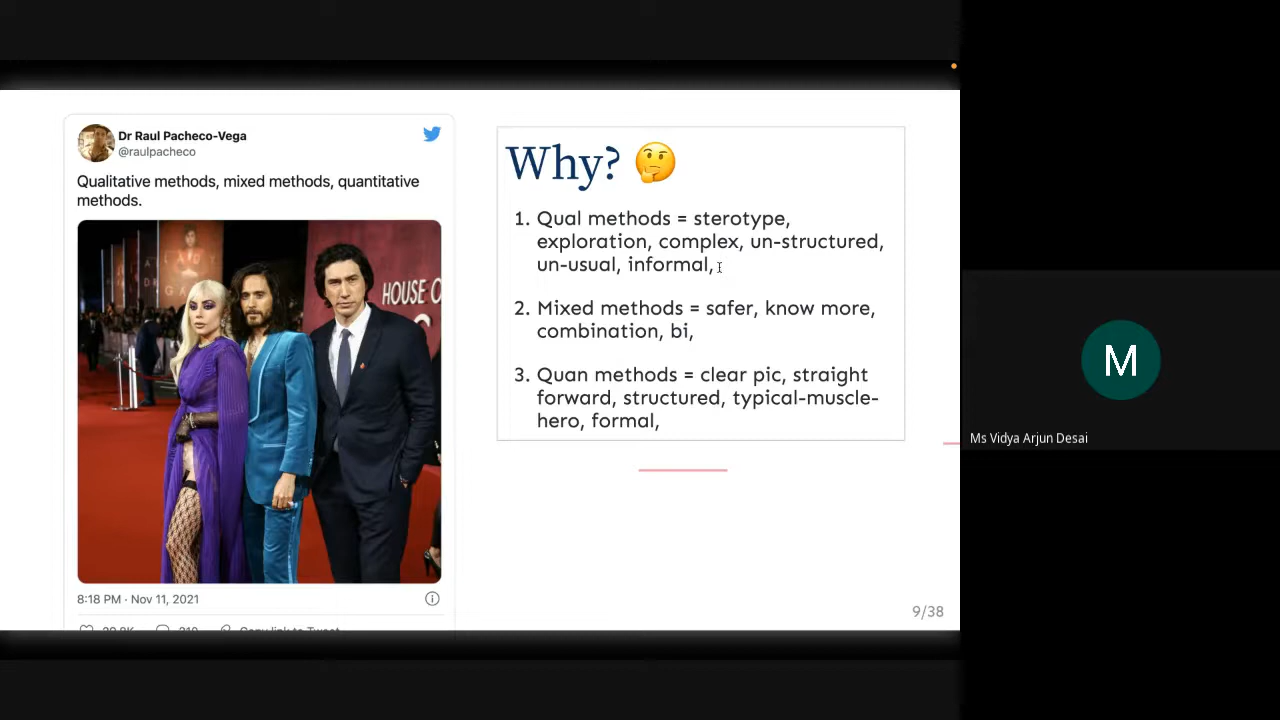 Dr Raul Pacheco-Vega
@raulpacheco
Qualitative methods, mixed methods, quantitative
methods.
HOUSE O
8:18 PM · Nov 11, 2021
Why? 🤔
1. Qual methods = sterotype,
exploration, complex, un-structured,
un-usual, informal,
2. Mixed methods = safer, know more,
combination, bi,
3. Quan methods = clear pic, straight
forward, structured, typical-muscle-
hero, formal,
9/38
M
Ms Vidya Arjun Desai